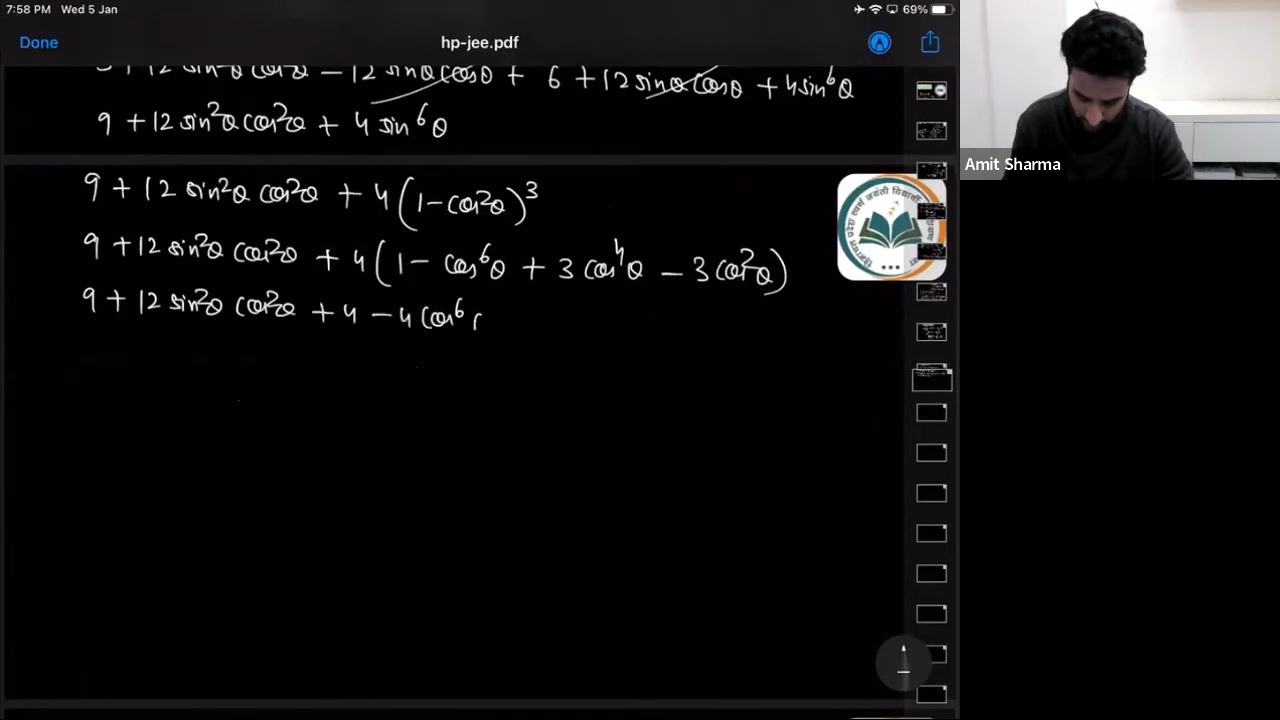 7:58 PM Wed 5 Jan
69%
Done
hp-jee.pdf
12 sin²θ cos²θ − 12 sinθ cosθ + 6 + 12 sinθ cosθ + 4 sin⁶θ
9 + 12 sin²θ cos²θ + 4 sin⁶θ
9 + 12 sin²θ cos²θ + 4(1 − cos²θ)³
9 + 12 sin²θ cos²θ + 4(1 − cos⁶θ + 3 cos⁴θ − 3 cos²θ)
9 + 12 sin²θ cos²θ + 4 − 4 cos⁶
Amit Sharma